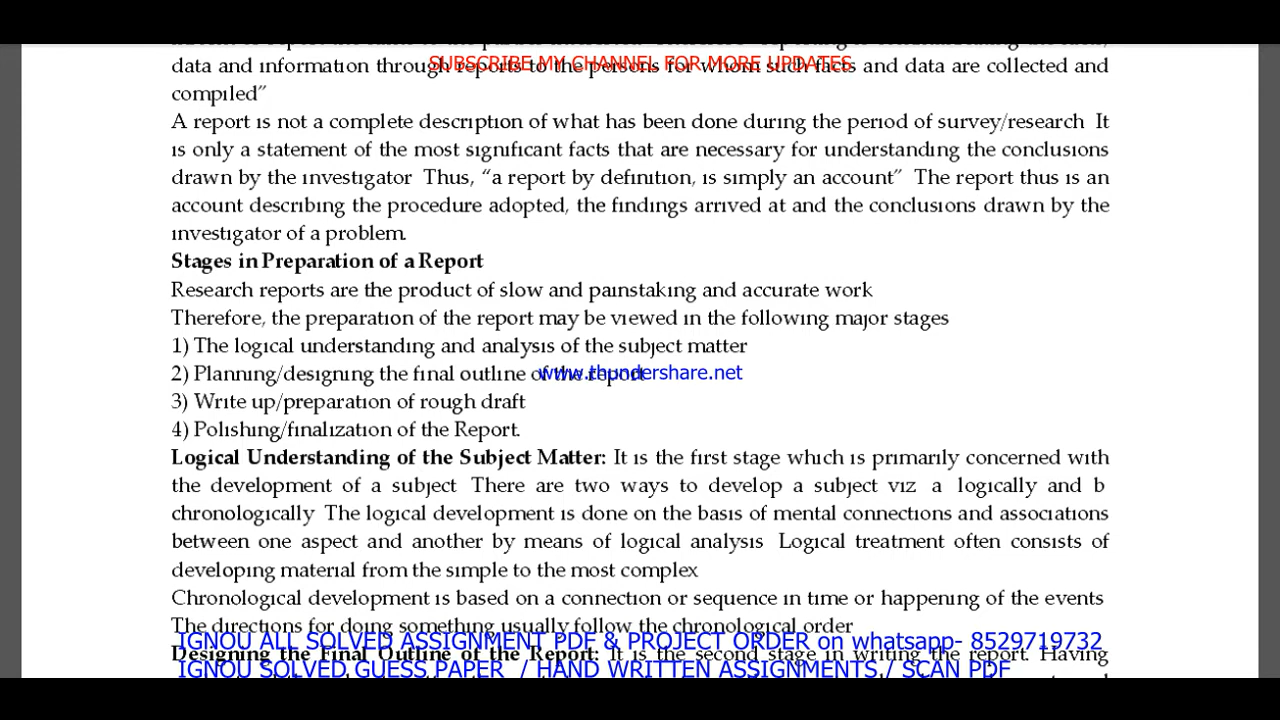 data and information through reports to the persons for whom such facts and data are collected and
SUBSCRIBE MY CHANNEL FOR MORE UPDATES
compiled”
A report is not a complete description of what has been done during the period of survey/research It
is only a statement of the most significant facts that are necessary for understanding the conclusions
drawn by the investigator Thus, “a report by definition, is simply an account” The report thus is an
account describing the procedure adopted, the findings arrived at and the conclusions drawn by the
investigator of a problem.
Stages in Preparation of a Report
Research reports are the product of slow and painstaking and accurate work
Therefore, the preparation of the report may be viewed in the following major stages
1) The logical understanding and analysis of the subject matter
2) Planning/designing the final outline of the report
www.thundershare.net
3) Write up/preparation of rough draft
4) Polishing/finalization of the Report.
Logical Understanding of the Subject Matter: It is the first stage which is primarily concerned with
the development of a subject There are two ways to develop a subject viz a logically and b
chronologically The logical development is done on the basis of mental connections and associations
between one aspect and another by means of logical analysis Logical treatment often consists of
developing material from the simple to the most complex
Chronological development is based on a connection or sequence in time or happening of the events
The directions for doing something usually follow the chronological order
IGNOU ALL SOLVED ASSIGNMENT PDF & PROJECT ORDER on whatsapp- 8529719732
Designing the Final Outline of the Report: It is the second stage in writing the report. Having
IGNOU SOLVED GUESS PAPER / HAND WRITTEN ASSIGNMENTS / SCAN PDF